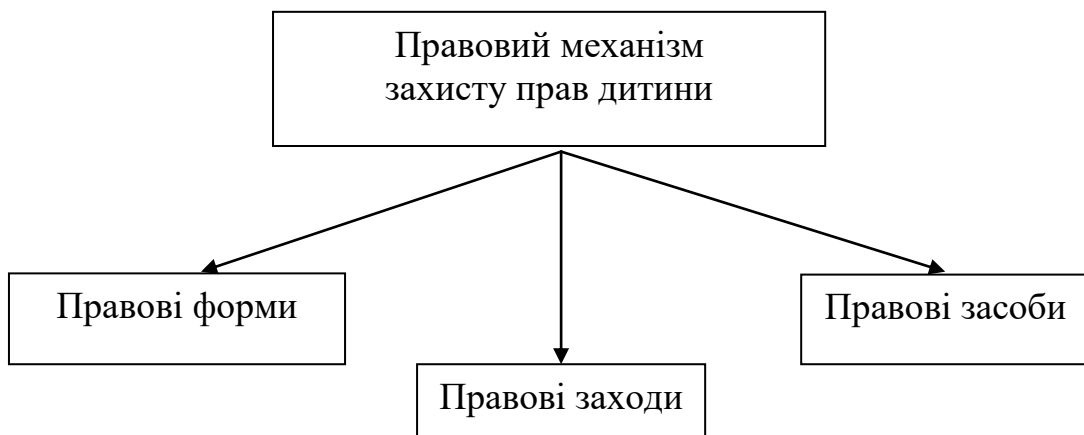 Правовий механізм
захисту прав дитини
Правові форми
Правові засоби
Правові заходи